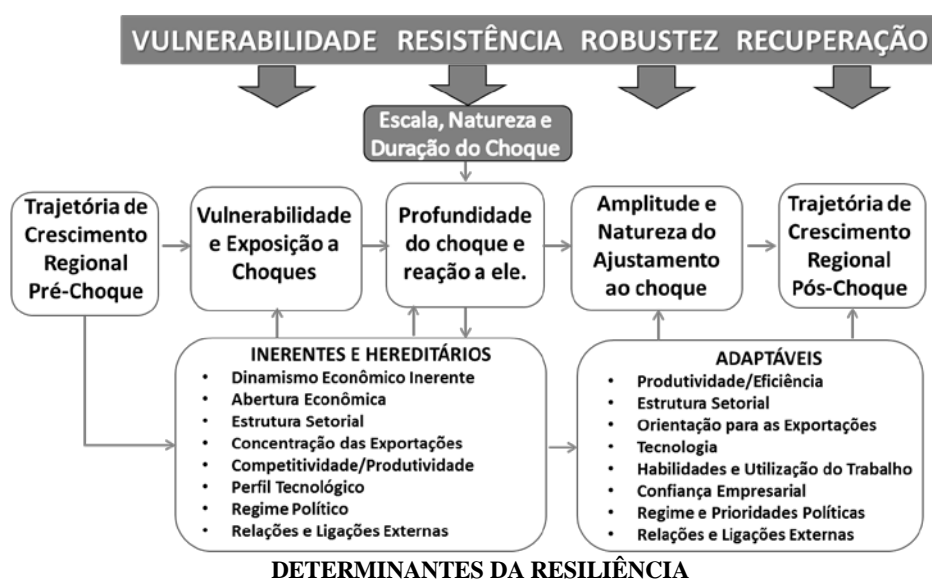 VULNERABILIDADE RESISTÊNCIA ROBUSTEZ RECUPERAÇÃO
Escala, Natureza e
Duração do Choque
Trajetória de
Crescimento
Regional
Pré-Choque
Vulnerabilidade
e Exposição a
Choques
Profundidade
do choque e
reação a ele.
Amplitude e
Natureza do
Ajustamento
ao choque
Trajetória de
Crescimento
Regional
Pós-Choque
INERENTES E HEREDITÁRIOS
• Dinamismo Econômico Inerente
• Abertura Econômica
• Estrutura Setorial
• Concentração das Exportações
• Competitividade/Produtividade
• Perfil Tecnológico
• Regime Político
• Relações e Ligações Externas
ADAPTÁVEIS
• Produtividade/Eficiência
• Estrutura Setorial
• Orientação para as Exportações
• Tecnologia
• Habilidades e Utilização do Trabalho
• Confiança Empresarial
• Regime e Prioridades Políticas
• Relações e Ligações Externas
DETERMINANTES DA RESILIÊNCIA